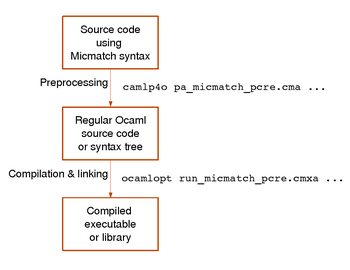 Source code
using
Micmatch syntax
Preprocessing
camlp4o pa_micmatch_pcre.cma ...
Regular Ocaml
source code
or syntax tree
Compilation & linking
ocamlopt run_micmatch_pcre.cmxa ...
Compiled
executable
or library